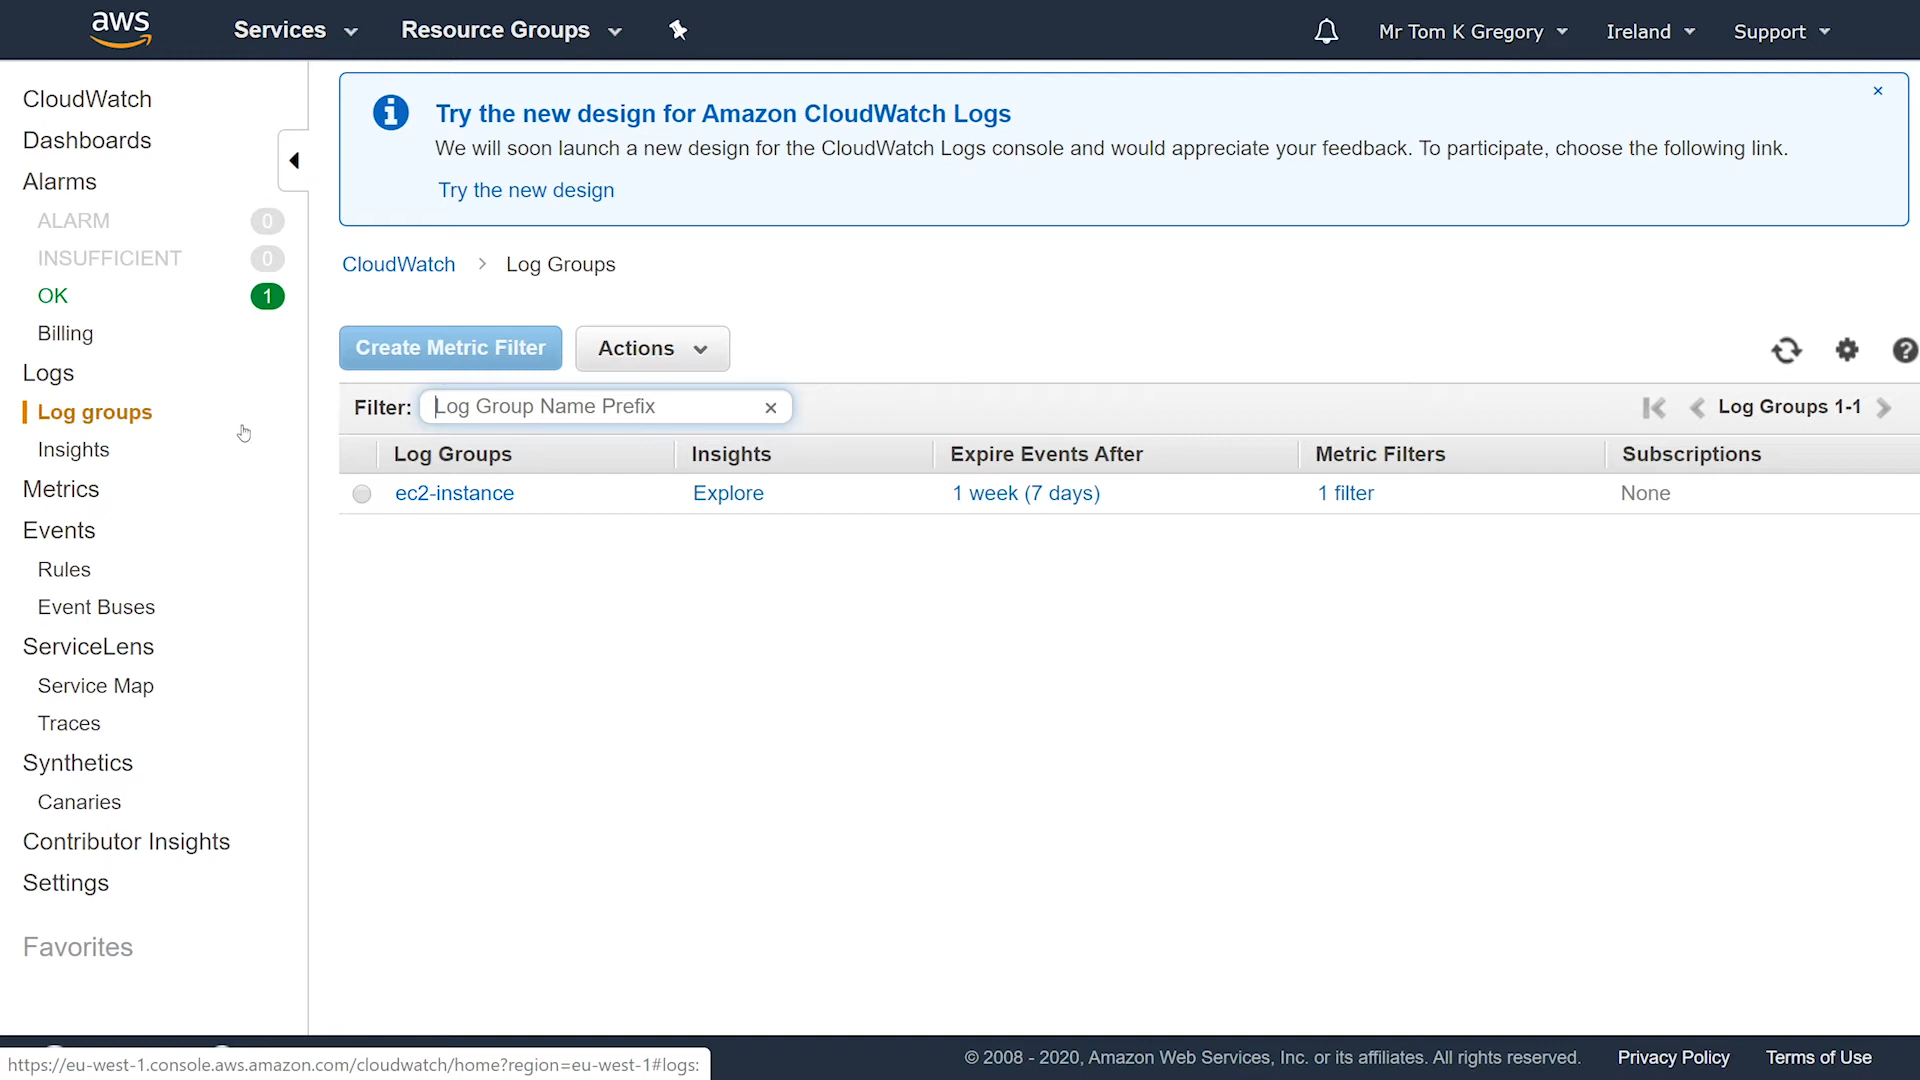 aws
Services
Resource Groups
Mr Tom K Gregory
Ireland
Support
CloudWatch
Dashboards
Alarms
ALARM 0
INSUFFICIENT 0
OK 1
Billing
Logs
Log groups
Insights
Metrics
Events
Rules
Event Buses
ServiceLens
Service Map
Traces
Synthetics
Canaries
Contributor Insights
Settings
Favorites
Try the new design for Amazon CloudWatch Logs
We will soon launch a new design for the CloudWatch Logs console and would appreciate your feedback. To participate, choose the following link.
Try the new design
CloudWatch > Log Groups
Create Metric Filter
Actions
Filter: Log Group Name Prefix
Log Groups 1-1
Log Groups Insights Expire Events After Metric Filters Subscriptions
ec2-instance Explore 1 week (7 days) 1 filter None
https://eu-west-1.console.aws.amazon.com/cloudwatch/home?region=eu-west-1#logs:
© 2008 - 2020, Amazon Web Services, Inc. or its affiliates. All rights reserved.
Privacy Policy
Terms of Use